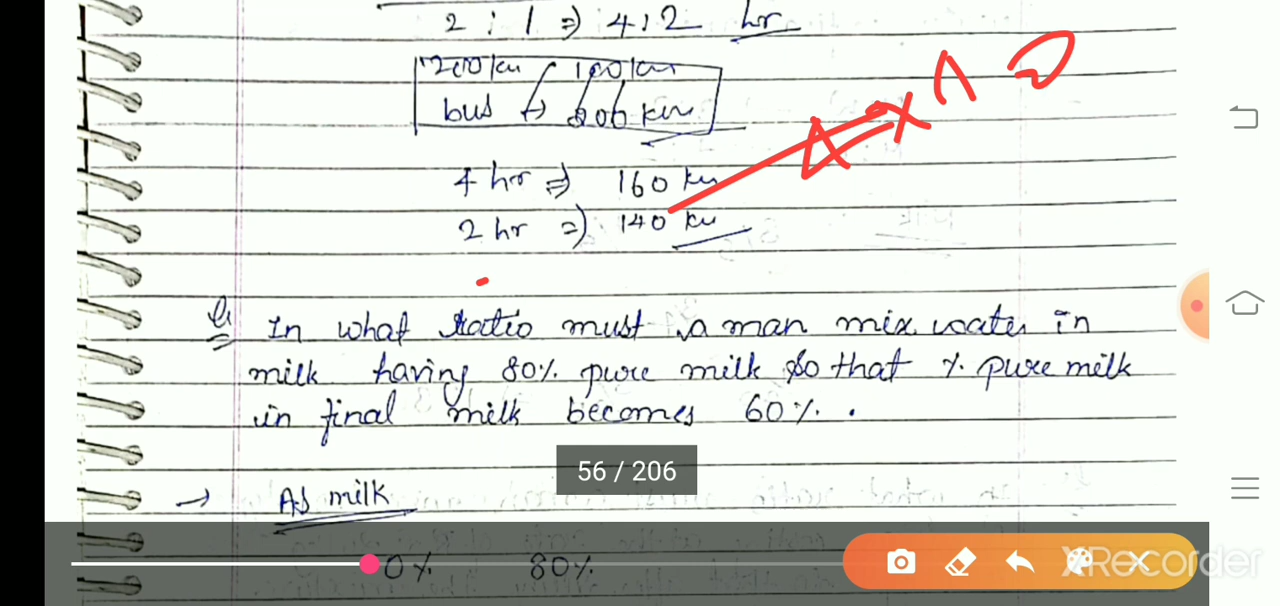 2 : 1 ⇒ 4:2 hr
200 km 100 km
bus → km
4 hr ⇒ 160 km
2 hr ⇒ 140 km
Q. In what ratio must a man mix water in
milk having 80% pure milk so that % pure milk
in final milk becomes 60%.
56 / 206
→ As milk
0% 80%
XRecorder